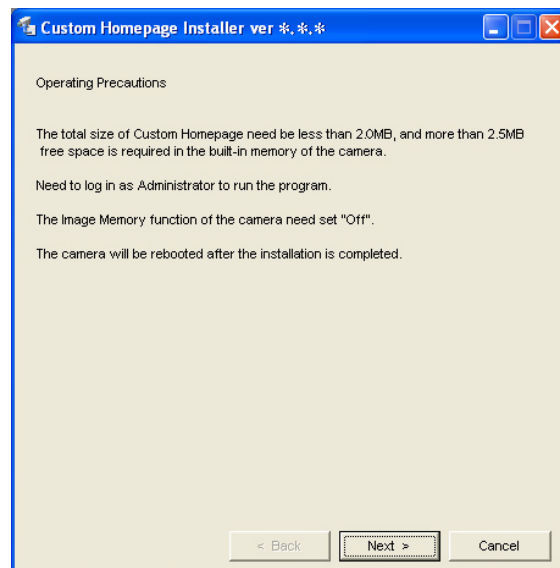 Custom Homepage Installer ver *.*.*
Operating Precautions
The total size of Custom Homepage need be less than 2.0MB, and more than 2.5MB
free space is required in the built-in memory of the camera.
Need to log in as Administrator to run the program.
The Image Memory function of the camera need set "Off".
The camera will be rebooted after the installation is completed.
< Back
Next >
Cancel